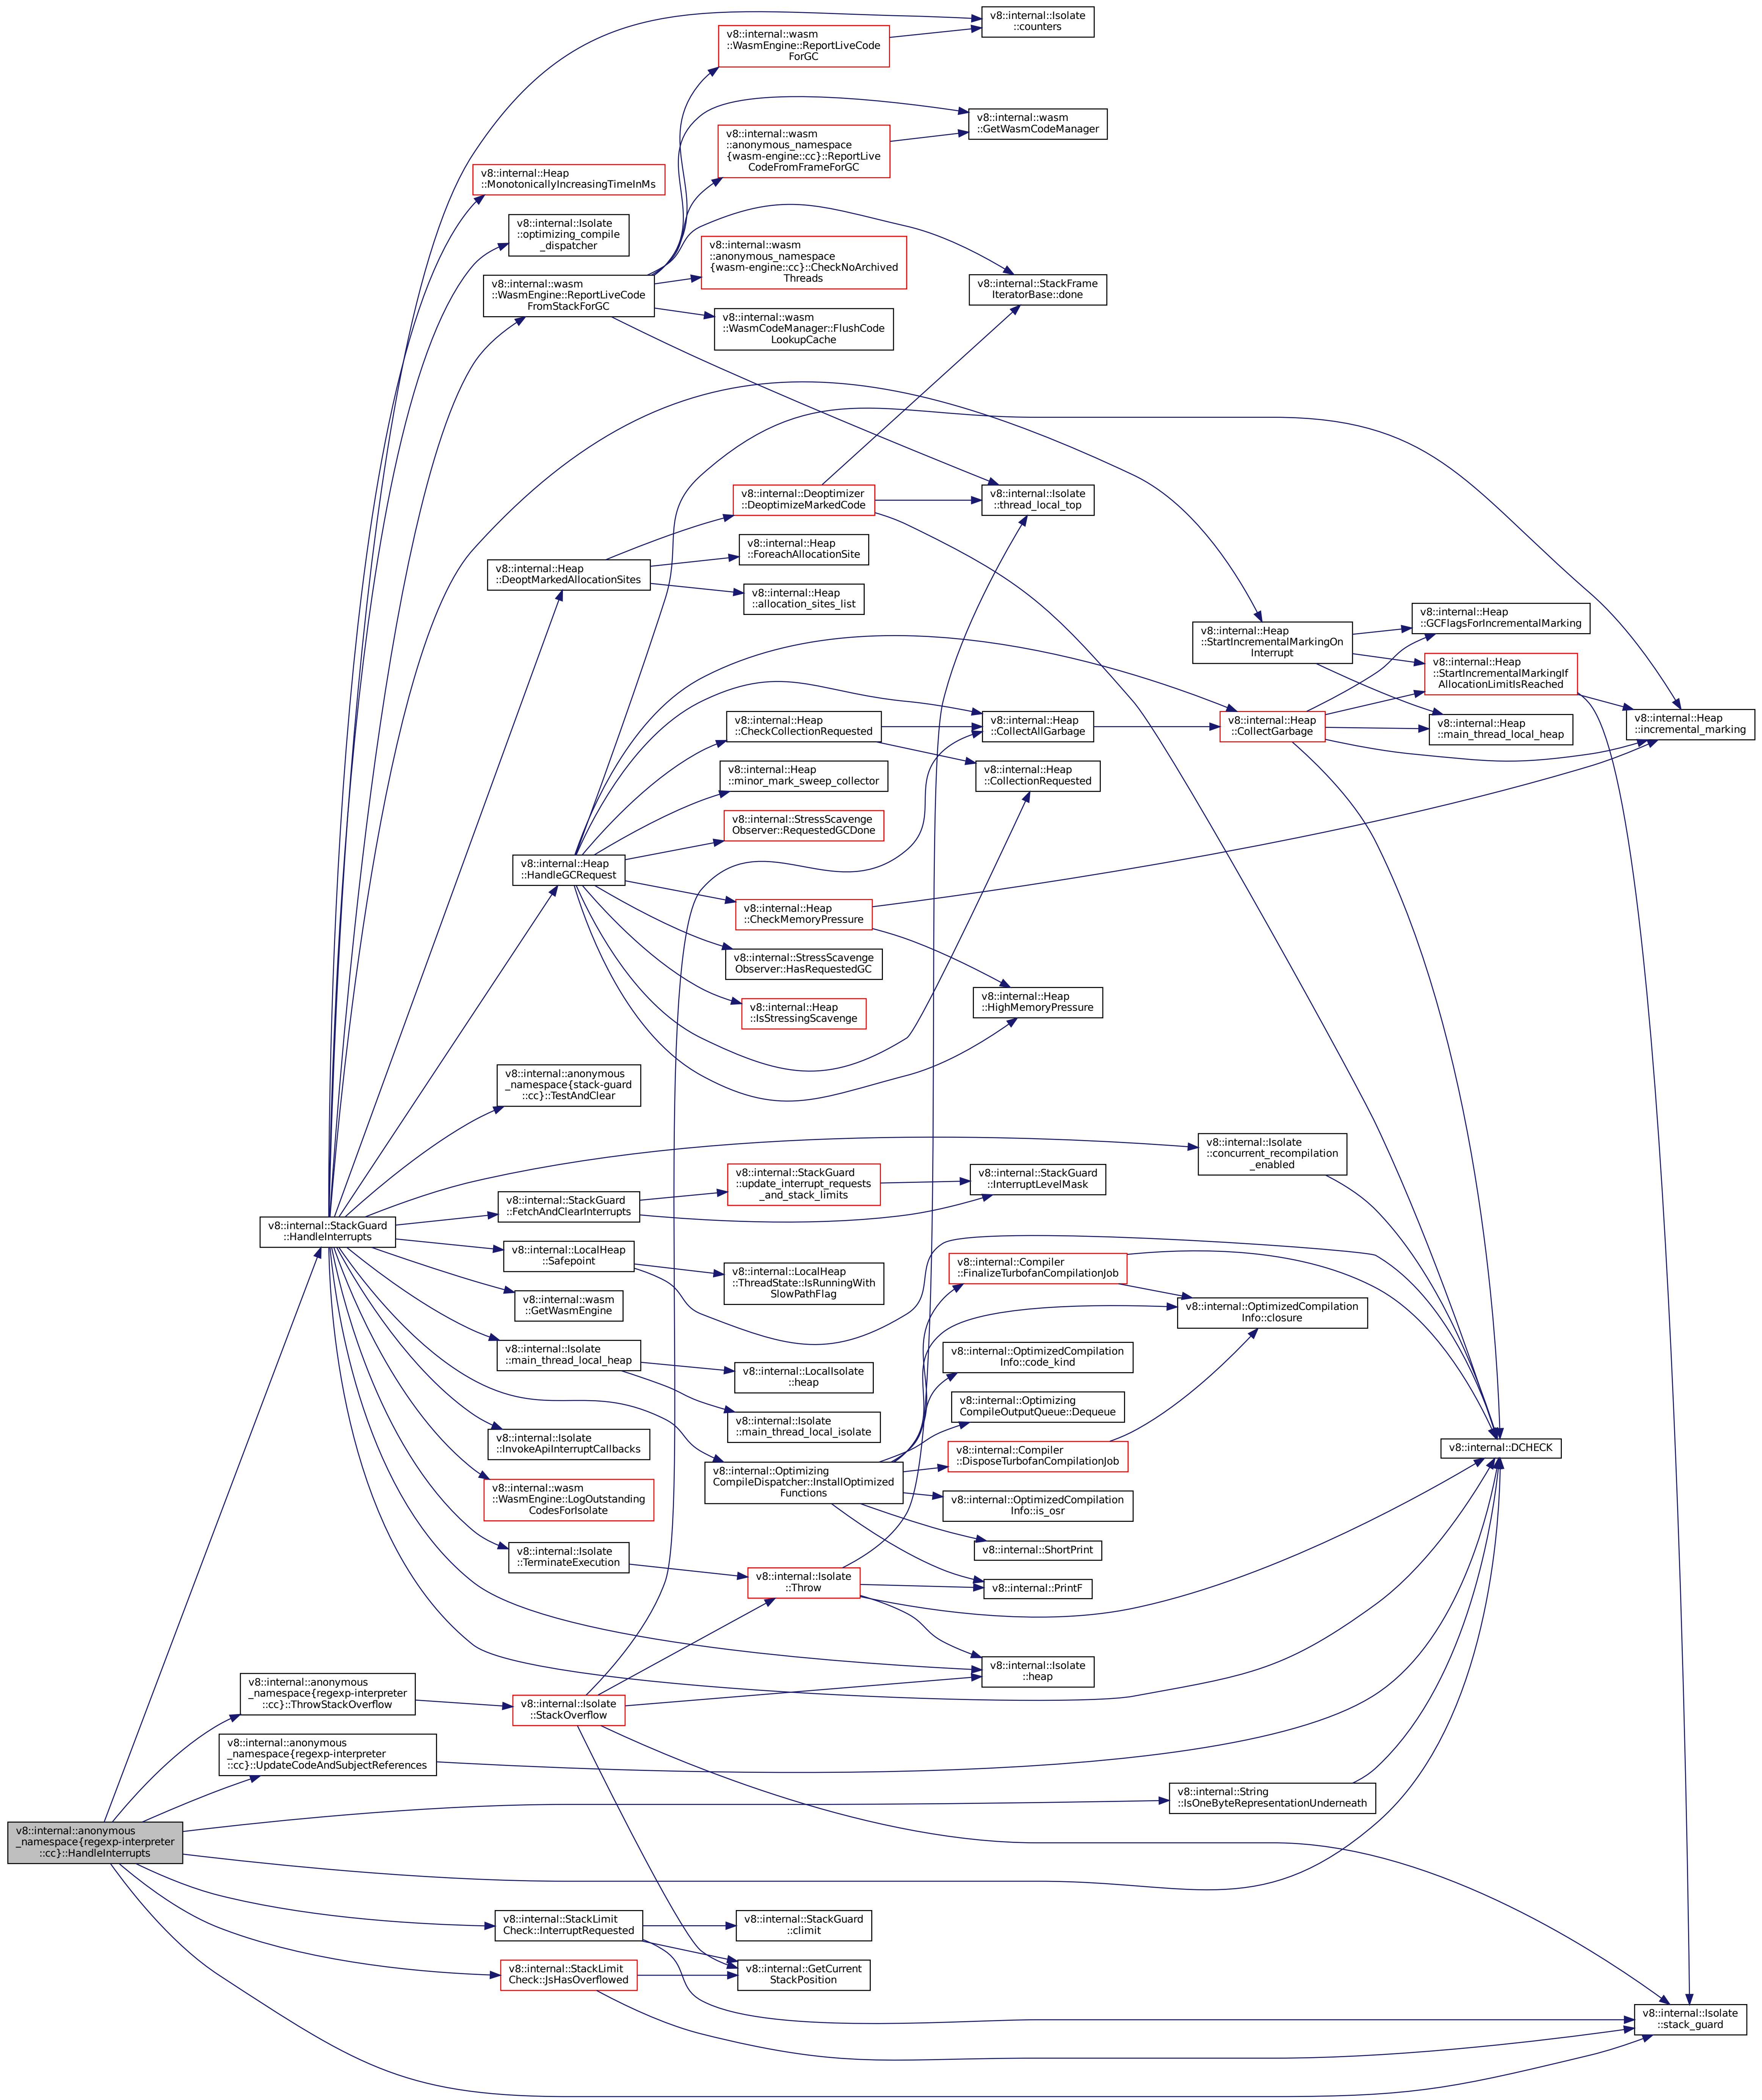 v8::internal::Isolate
::counters
v8::internal::wasm
::WasmEngine::ReportLiveCode
ForGC
v8::internal::wasm
::GetWasmCodeManager
v8::internal::wasm
::anonymous_namespace
{wasm-engine::cc}::ReportLive
CodeFromFrameForGC
v8::internal::Heap
::MonotonicallyIncreasingTimeInMs
v8::internal::Isolate
::optimizing_compile
_dispatcher
v8::internal::wasm
::anonymous_namespace
{wasm-engine::cc}::CheckNoArchived
Threads
v8::internal::wasm
::WasmEngine::ReportLiveCode
FromStackForGC
v8::internal::StackFrame
IteratorBase::done
v8::internal::wasm
::WasmCodeManager::FlushCode
LookupCache
v8::internal::Deoptimizer
::DeoptimizeMarkedCode
v8::internal::Isolate
::thread_local_top
v8::internal::Heap
::ForeachAllocationSite
v8::internal::Heap
::DeoptMarkedAllocationSites
v8::internal::Heap
::allocation_sites_list
v8::internal::Heap
::GCFlagsForIncrementalMarking
v8::internal::Heap
::StartIncrementalMarkingOn
Interrupt
v8::internal::Heap
::StartIncrementalMarkingIf
AllocationLimitIsReached
v8::internal::Heap
::CheckCollectionRequested
v8::internal::Heap
::CollectAllGarbage
v8::internal::Heap
::CollectGarbage
v8::internal::Heap
::main_thread_local_heap
v8::internal::Heap
::incremental_marking
v8::internal::Heap
::minor_mark_sweep_collector
v8::internal::Heap
::CollectionRequested
v8::internal::StressScavenge
Observer::RequestedGCDone
v8::internal::Heap
::HandleGCRequest
v8::internal::Heap
::CheckMemoryPressure
v8::internal::StressScavenge
Observer::HasRequestedGC
v8::internal::Heap
::IsStressingScavenge
v8::internal::Heap
::HighMemoryPressure
v8::internal::anonymous
_namespace{stack-guard
::cc}::TestAndClear
v8::internal::Isolate
::concurrent_recompilation
_enabled
v8::internal::StackGuard
::update_interrupt_requests
_and_stack_limits
v8::internal::StackGuard
::InterruptLevelMask
v8::internal::StackGuard
::FetchAndClearInterrupts
v8::internal::StackGuard
::HandleInterrupts
v8::internal::LocalHeap
::Safepoint
v8::internal::LocalHeap
::ThreadState::IsRunningWith
SlowPathFlag
v8::internal::Compiler
::FinalizeTurbofanCompilationJob
v8::internal::wasm
::GetWasmEngine
v8::internal::OptimizedCompilation
Info::closure
v8::internal::Isolate
::main_thread_local_heap
v8::internal::OptimizedCompilation
Info::code_kind
v8::internal::LocalIsolate
::heap
v8::internal::Optimizing
CompileOutputQueue::Dequeue
v8::internal::Isolate
::main_thread_local_isolate
v8::internal::Isolate
::InvokeApiInterruptCallbacks
v8::internal::DCHECK
v8::internal::Compiler
::DisposeTurbofanCompilationJob
v8::internal::Optimizing
CompileDispatcher::InstallOptimized
Functions
v8::internal::wasm
::WasmEngine::LogOutstanding
CodesForIsolate
v8::internal::OptimizedCompilation
Info::is_osr
v8::internal::ShortPrint
v8::internal::Isolate
::TerminateExecution
v8::internal::Isolate
::Throw
v8::internal::PrintF
v8::internal::Isolate
::heap
v8::internal::anonymous
_namespace{regexp-interpreter
::cc}::ThrowStackOverflow
v8::internal::Isolate
::StackOverflow
v8::internal::anonymous
_namespace{regexp-interpreter
::cc}::UpdateCodeAndSubjectReferences
v8::internal::String
::IsOneByteRepresentationUnderneath
v8::internal::anonymous
_namespace{regexp-interpreter
::cc}::HandleInterrupts
v8::internal::StackLimit
Check::InterruptRequested
v8::internal::StackGuard
::climit
v8::internal::StackLimit
Check::JsHasOverflowed
v8::internal::GetCurrent
StackPosition
v8::internal::Isolate
::stack_guard